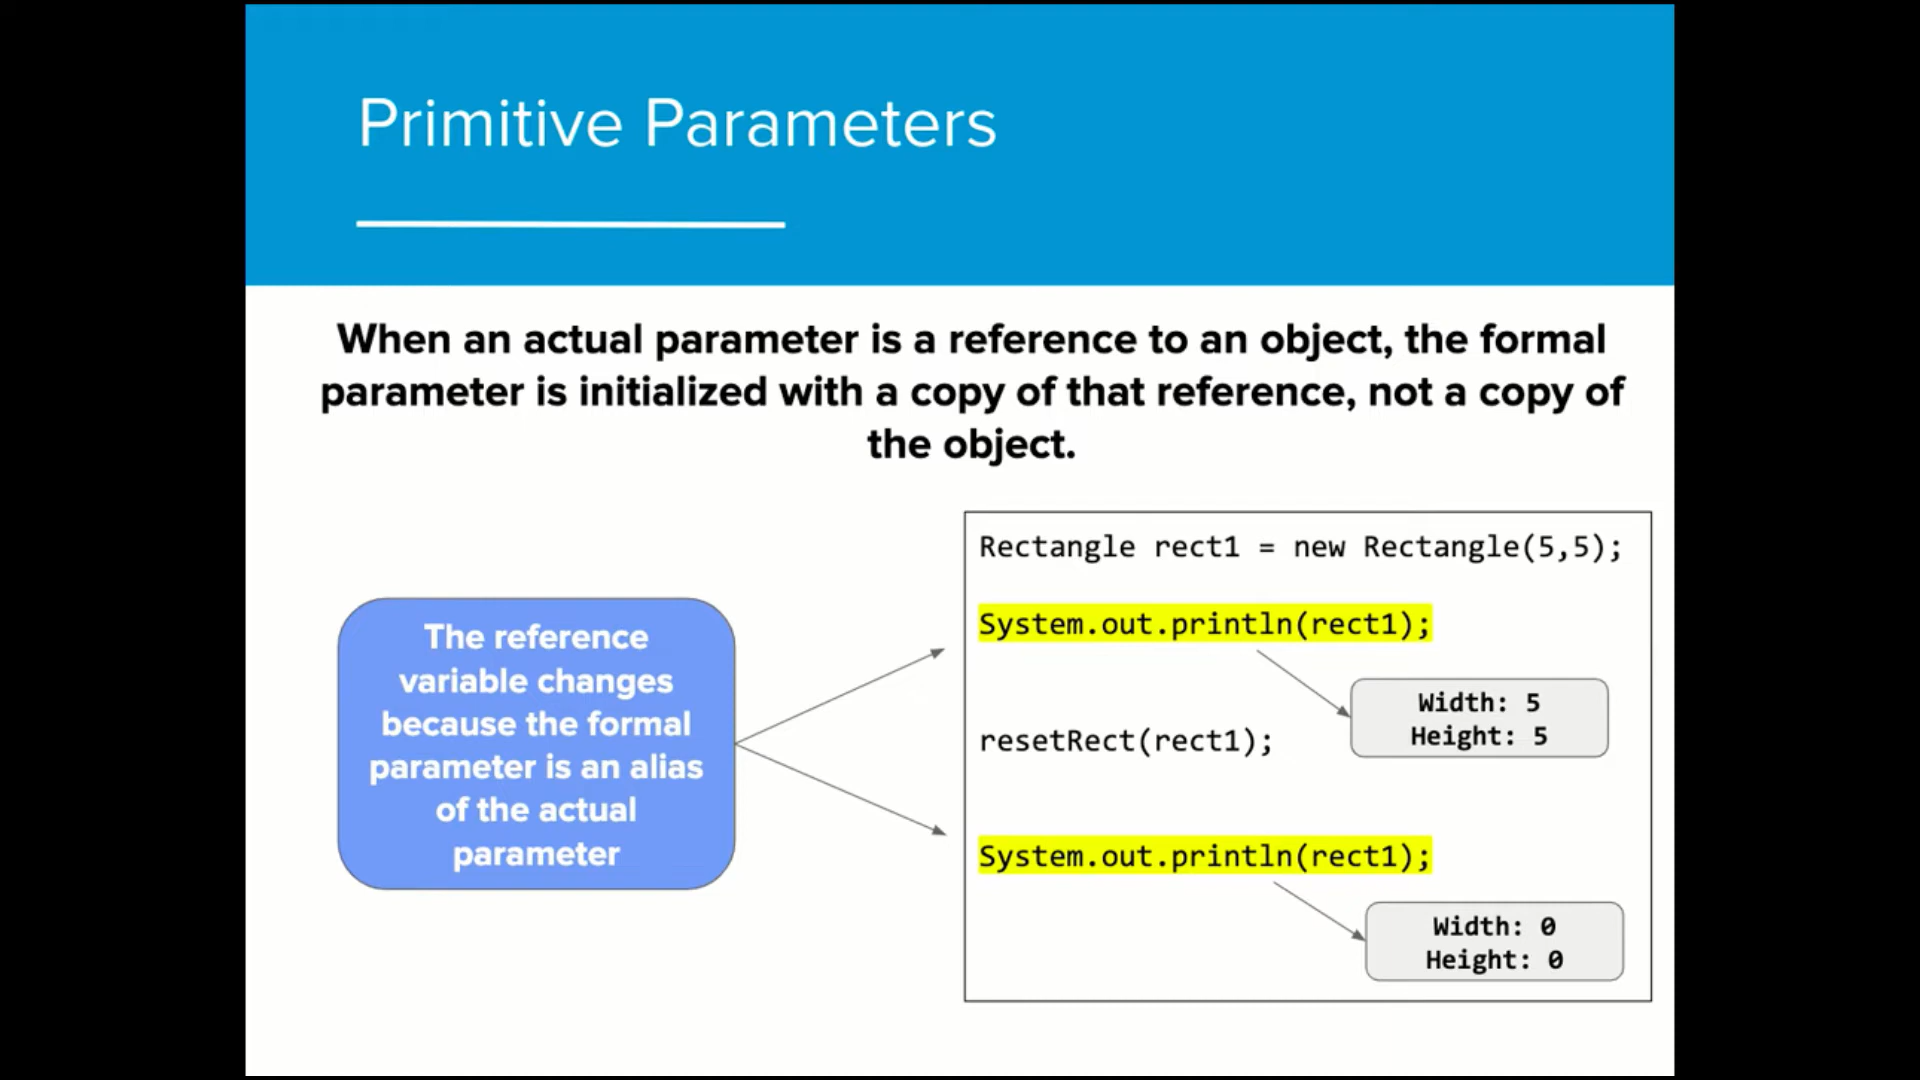 Primitive Parameters
When an actual parameter is a reference to an object, the formal
parameter is initialized with a copy of that reference, not a copy of
the object.
The reference
variable changes
because the formal
parameter is an alias
of the actual
parameter
Rectangle rect1 = new Rectangle(5,5);
System.out.println(rect1);
Width: 5
Height: 5
resetRect(rect1);
System.out.println(rect1);
Width: 0
Height: 0